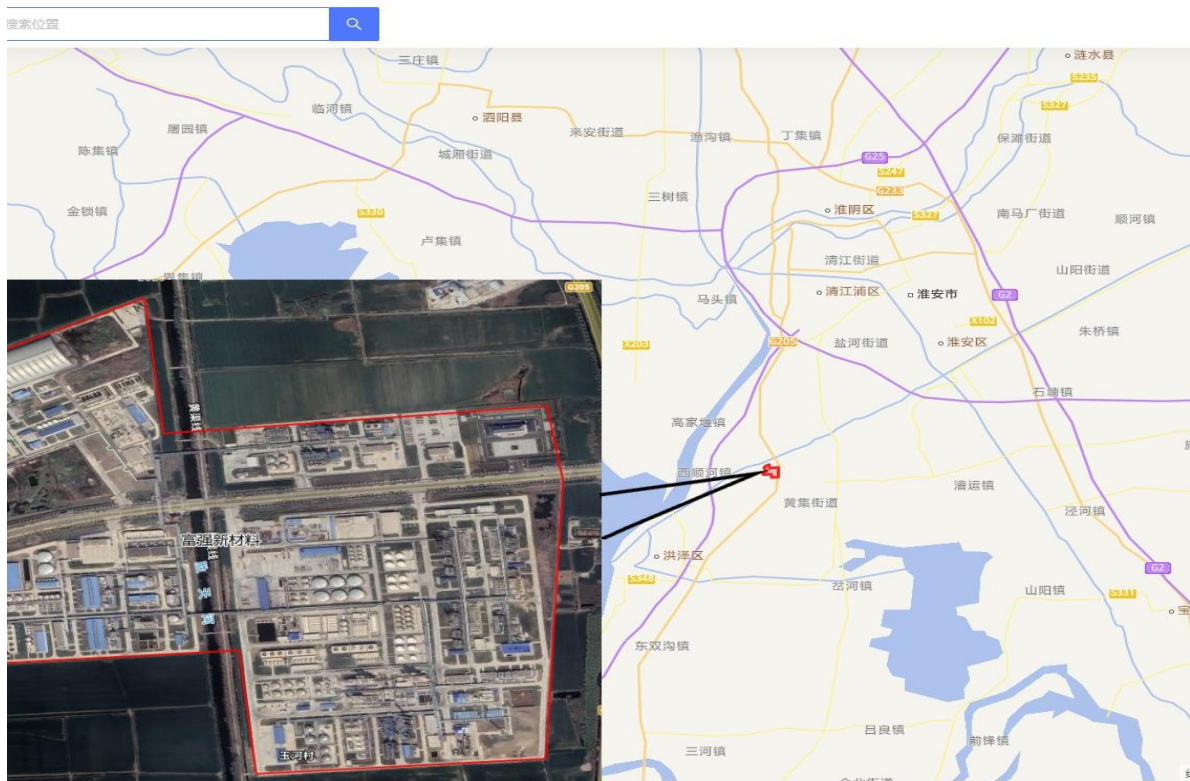 搜索位置
三庄镇
涟水县
S235
S327
临河镇
泗阳县
屠园镇
来安街道
渔沟镇
丁集镇
保滩街道
陈集镇
城厢街道
G25
S247
G233
三树镇
金锁镇
S330
淮阴区
S327
南马厂街道
顺河镇
卢集镇
清江街道
山阳街道
G205
马头镇
清江浦区
淮安市
G2
X102
朱桥镇
X203
G205
盐河街道
淮安区
石塘镇
黄渠线
高家堰镇
西顺河镇
黄集街道
漕运镇
泾河镇
富强新材料
洪泽区
S348
岔河镇
山阳镇
S331
G2
宝
东双沟镇
吕良镇
前锋镇
三河镇
玉河村